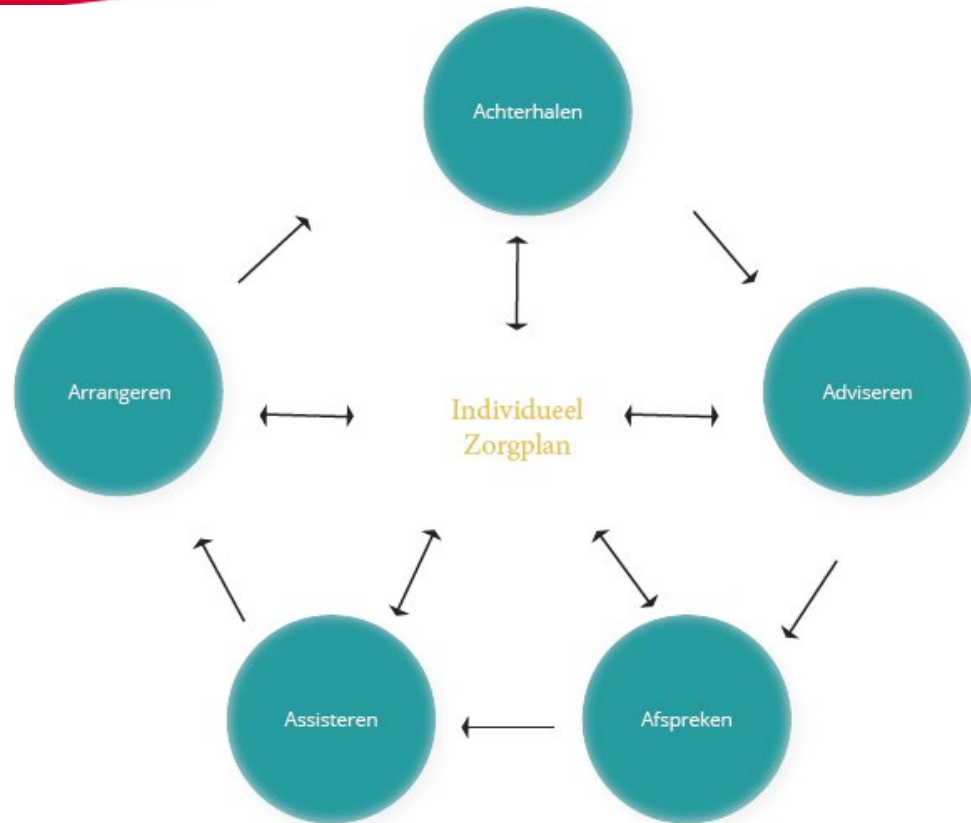 Achterhalen
Arrangeren
Individueel
Zorgplan
Adviseren
Assisteren
Afspreken